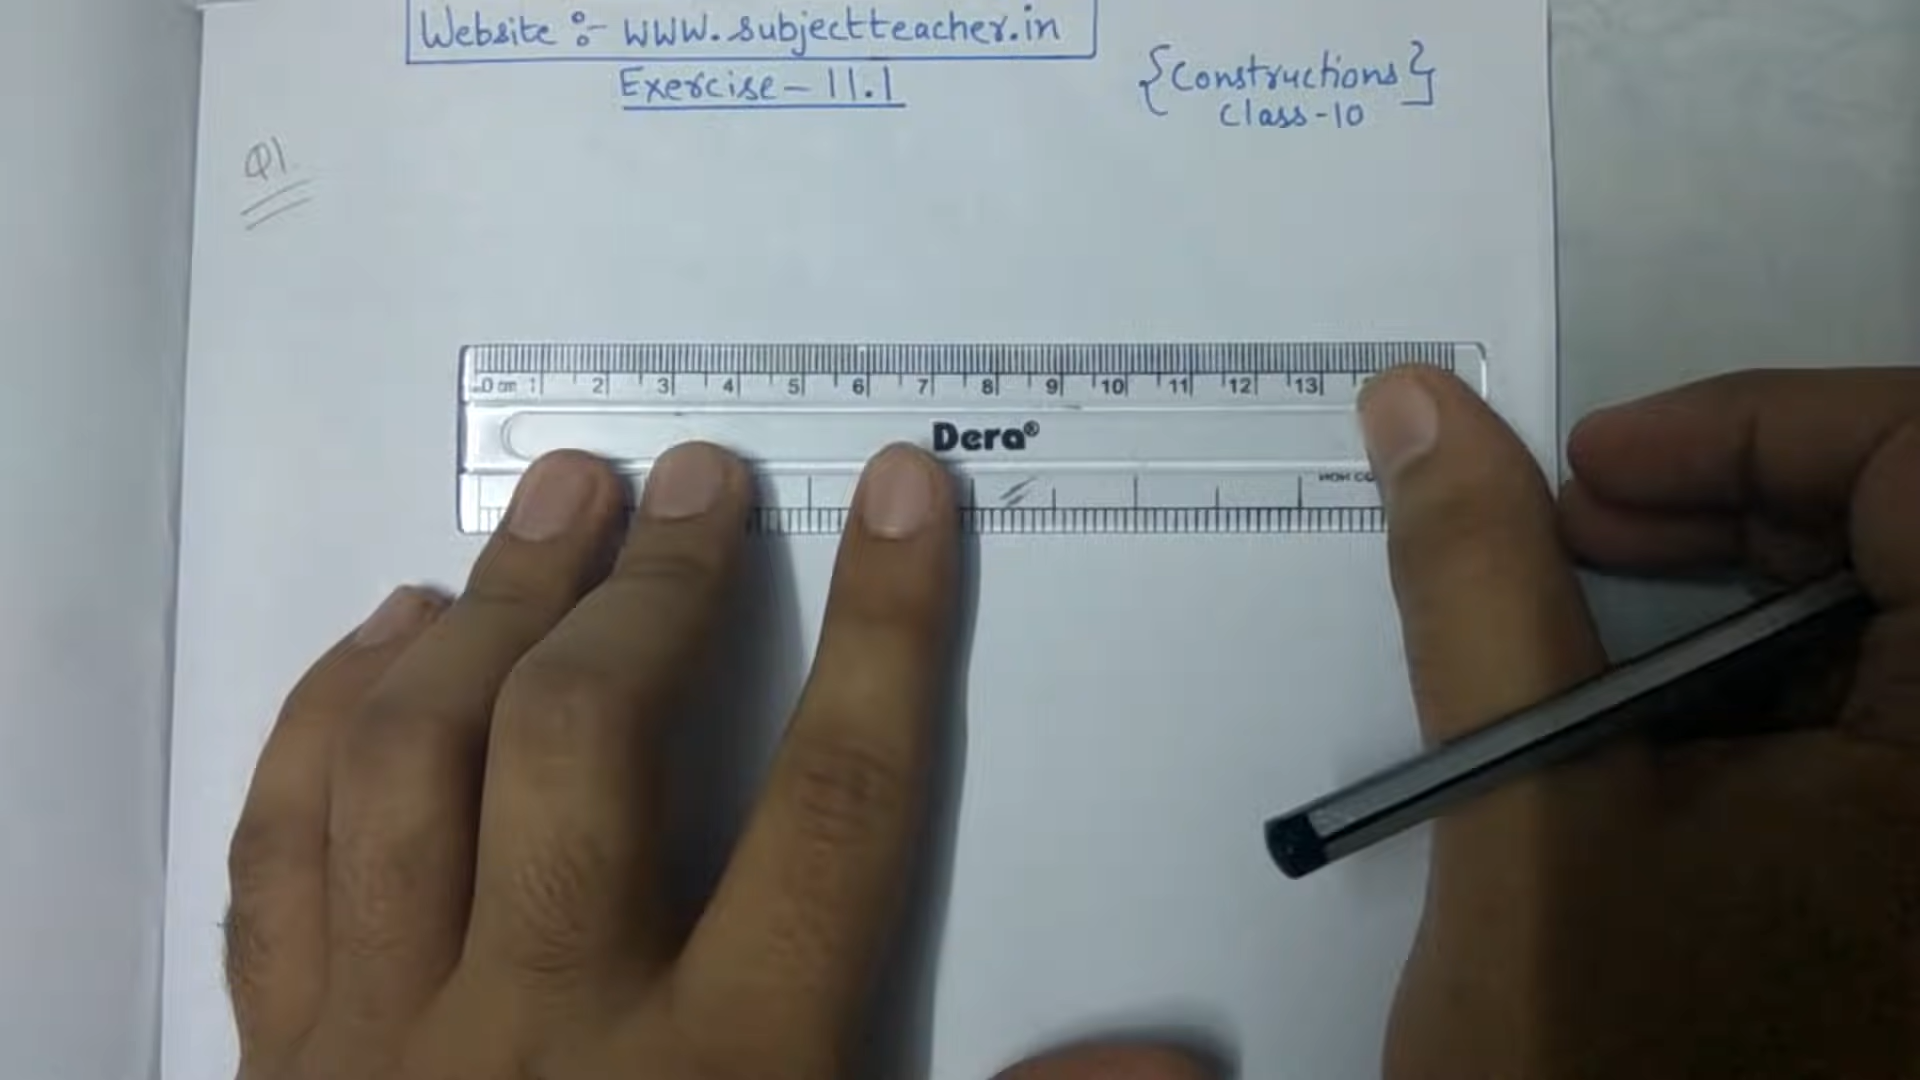 Website :- www.subjectteacher.in
Exercise - 11.1
{Constructions}
Class-10
Q1.
0 cm 1 2 3 4 5 6 7 8 9 10 11 12 13
Dera®